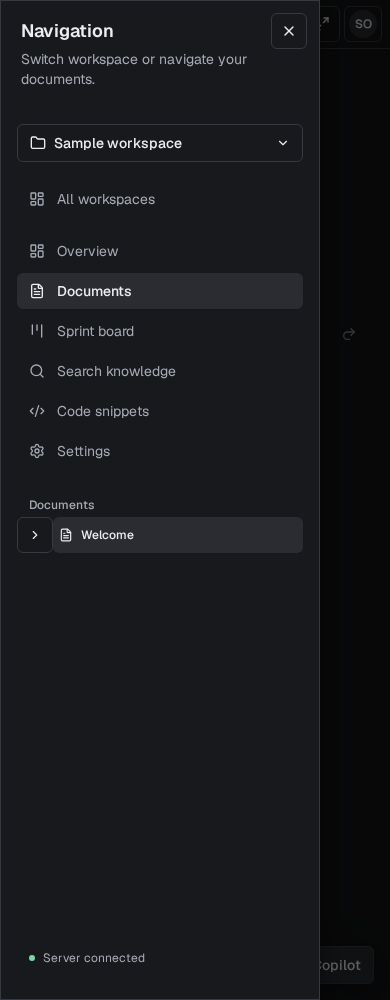 Navigation
SO
Switch workspace or navigate your
documents.
Sample workspace
All workspaces
Overview
Documents
Sprint board
Search knowledge
Code snippets
Settings
Documents
Welcome
Server connected
Copilot